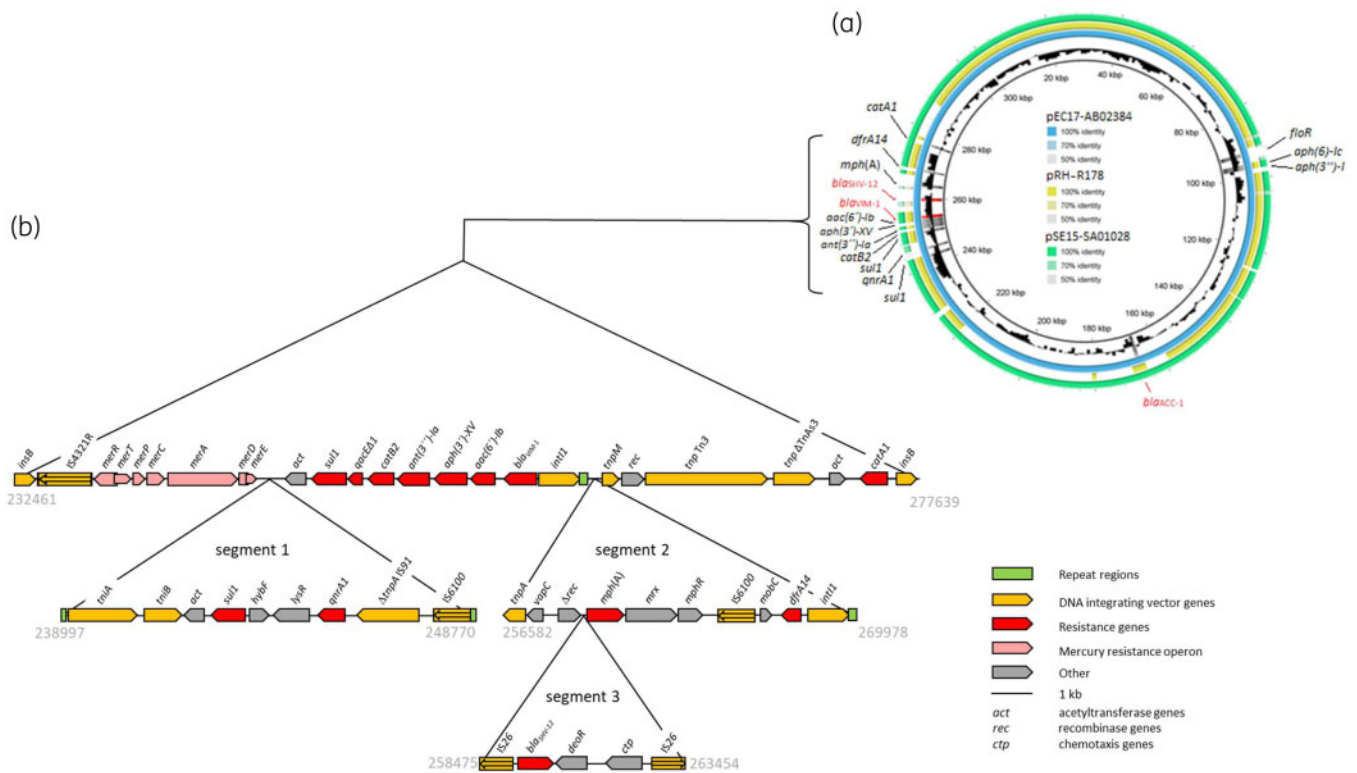 (a)
20 kbp
40 kbp
60 kbp
80 kbp
100 kbp
120 kbp
140 kbp
160 kbp
180 kbp
200 kbp
220 kbp
240 kbp
260 kbp
280 kbp
300 kbp
pEC17-AB02384
100% identity
70% identity
50% identity
pRH-R178
100% identity
70% identity
50% identity
pSE15-SA01028
100% identity
70% identity
50% identity
catA1
dfrA14
mph(A)
blaSHV-12
blaVIM-1
aac(6´)-Ib
aph(3´)-XV
ant(3´´)-Ia
catB2
sul1
qnrA1
sul1
floR
aph(6)-Ic
aph(3´´)-I
blaACC-1
(b)
insB
IS4321R
merR
merT
merP
merC
merA
merD
merE
act
sul1
qacEΔ1
catB2
ant(3´´)-Ia
aph(3´)-XV
aac(6´)-Ib
blaVIM-1
intI1
tnpM
rec
tnp Tn3
tnp ΔTnAs3
act
catA1
insB
232461
277639
segment 1
tniA
tniB
act
sul1
hybF
lysR
qnrA1
ΔtnpA IS91
IS6100
238997
248770
segment 2
tnpA
vapC
Δrec
mph(A)
mrx
mphR
IS6100
mobC
dfrA14
intI1
256582
269978
segment 3
IS26
blaSHV-12
deoR
ctp
IS26
258475
263454
Repeat regions
DNA integrating vector genes
Resistance genes
Mercury resistance operon
Other
1 kb
act acetyltransferase genes
rec recombinase genes
ctp chemotaxis genes